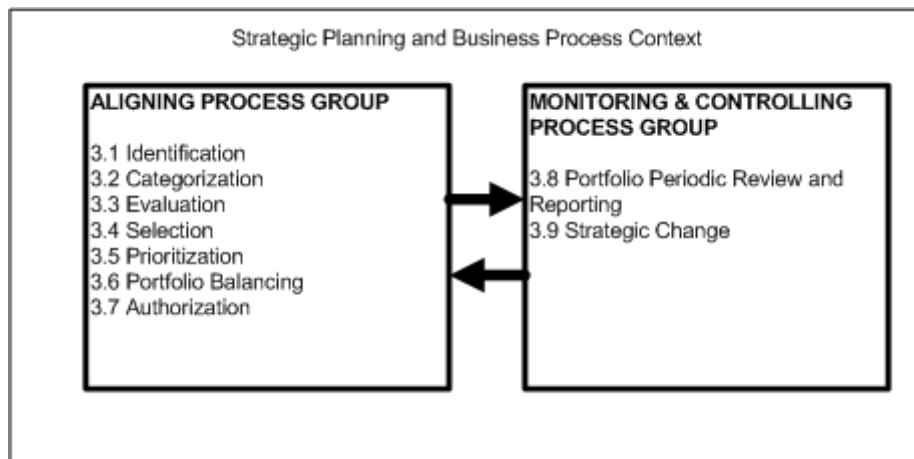 Strategic Planning and Business Process Context
ALIGNING PROCESS GROUP
3.1 Identification
3.2 Categorization
3.3 Evaluation
3.4 Selection
3.5 Prioritization
3.6 Portfolio Balancing
3.7 Authorization
MONITORING & CONTROLLING
PROCESS GROUP
3.8 Portfolio Periodic Review and
Reporting
3.9 Strategic Change